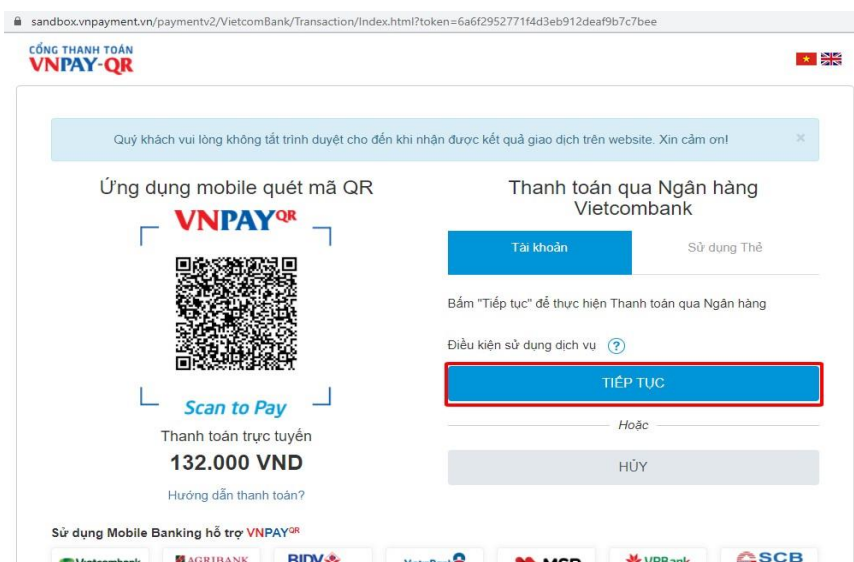 sandbox.vnpayment.vn/paymentv2/VietcomBank/Transaction/Index.html?token=6a6f2952771f4d3eb912deaf9b7c7bee
CỔNG THANH TOÁN
VNPAY-QR
Quý khách vui lòng không tắt trình duyệt cho đến khi nhận được kết quả giao dịch trên website. Xin cảm ơn!
×
Ứng dụng mobile quét mã QR
VNPAYQR
Scan to Pay
Thanh toán trực tuyến
132.000 VND
Hướng dẫn thanh toán?
Thanh toán qua Ngân hàng
Vietcombank
Tài khoản
Sử dụng Thẻ
Bấm "Tiếp tục" để thực hiện Thanh toán qua Ngân hàng
Điều kiện sử dụng dịch vụ ?
TIẾP TỤC
Hoặc
HỦY
Sử dụng Mobile Banking hỗ trợ VNPAYQR
Vietcombank
AGRIBANK
BIDV
VietinBank
MSB
VPBank
SCB